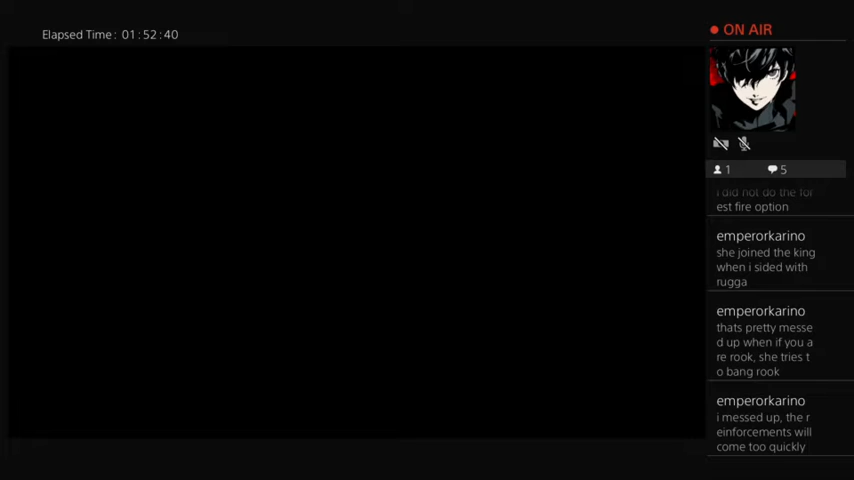 Elapsed Time: 01:52:40
ON AIR
1
5
i did not do the for
est fire option
emperorkarino
she joined the king
when i sided with
rugga
emperorkarino
thats pretty messe
d up when if you a
re rook, she tries t
o bang rook
emperorkarino
i messed up, the r
einforcements will
come too quickly